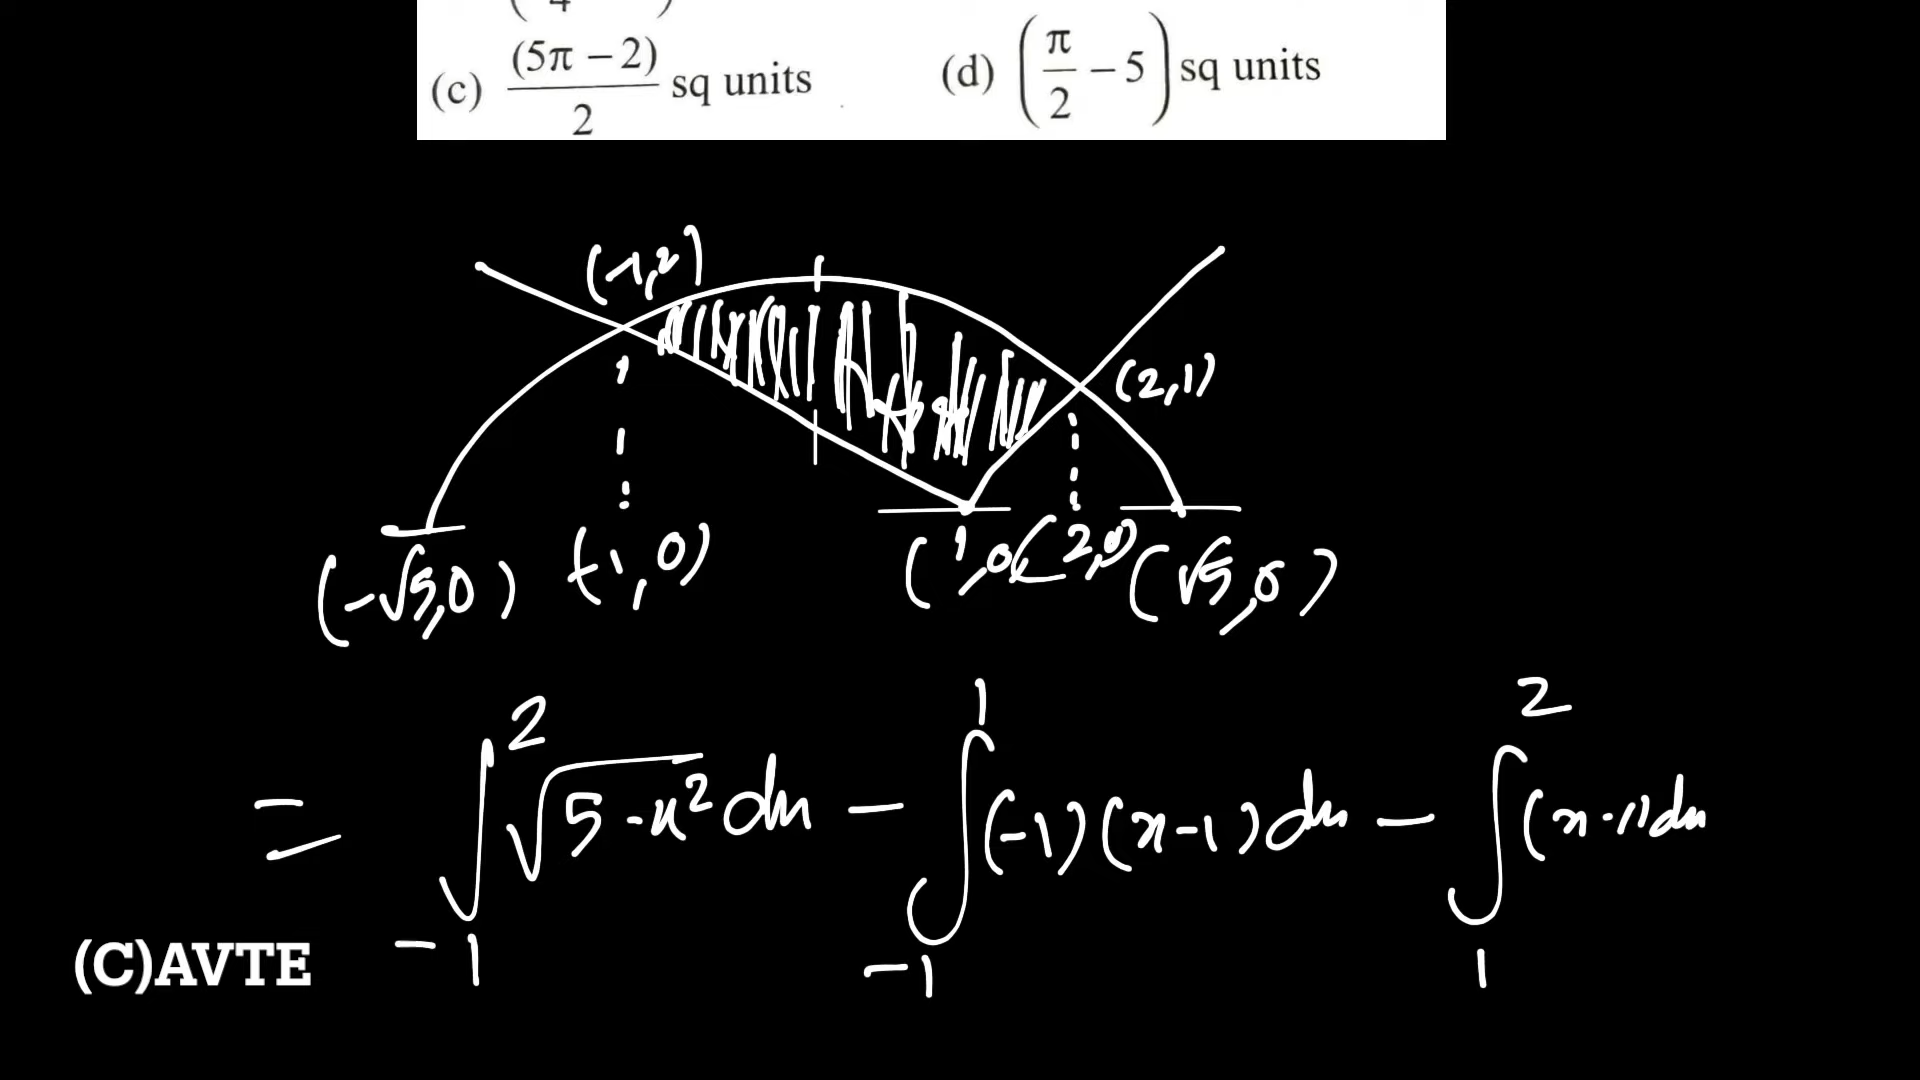 (c) (5π – 2)/2 sq units (d) (π/2 – 5) sq units
(-1,2)
(2,1)
(-√5,0) (-1,0) (1,0) (2,0) (√5,0)
= ∫_{-1}^{2} √(5-x²) dx - ∫_{-1}^{1} (-1)(x-1) dx - ∫_{1}^{2} (x-1) dx
(C)AVTE